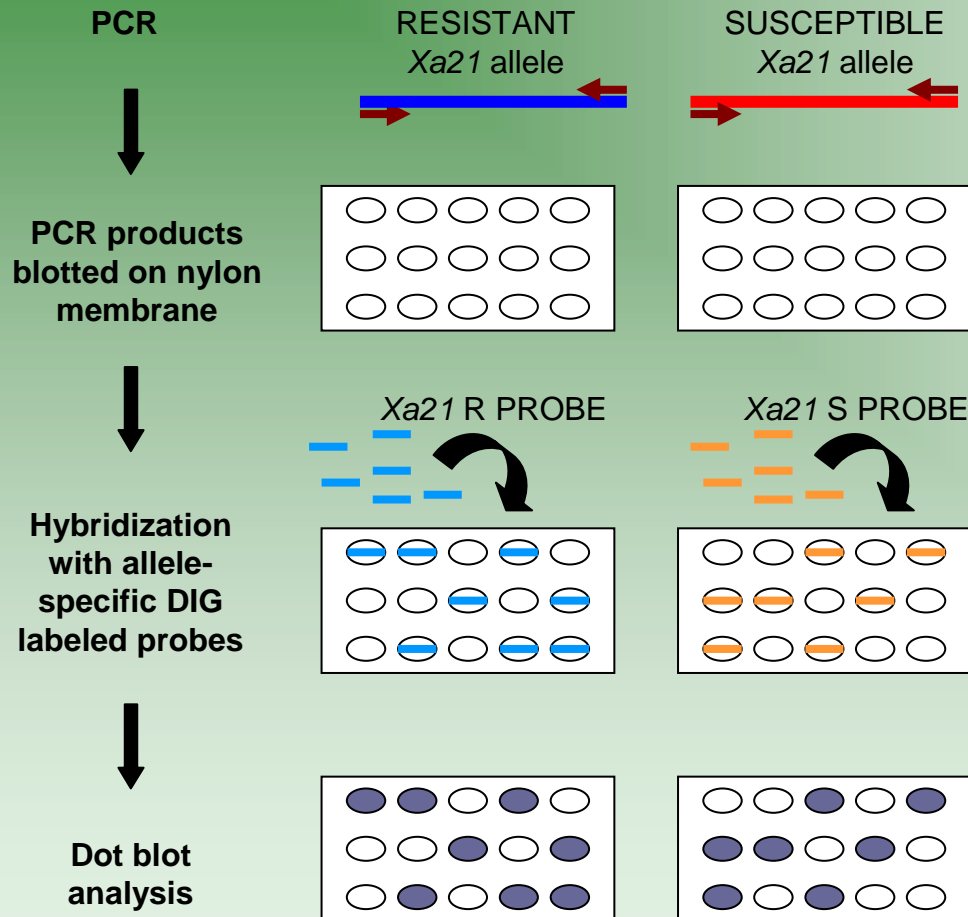 PCR
RESISTANT
Xa21 allele
SUSCEPTIBLE
Xa21 allele
PCR products
blotted on nylon
membrane
Xa21 R PROBE
Xa21 S PROBE
Hybridization
with allele-
specific DIG
labeled probes
Dot blot
analysis